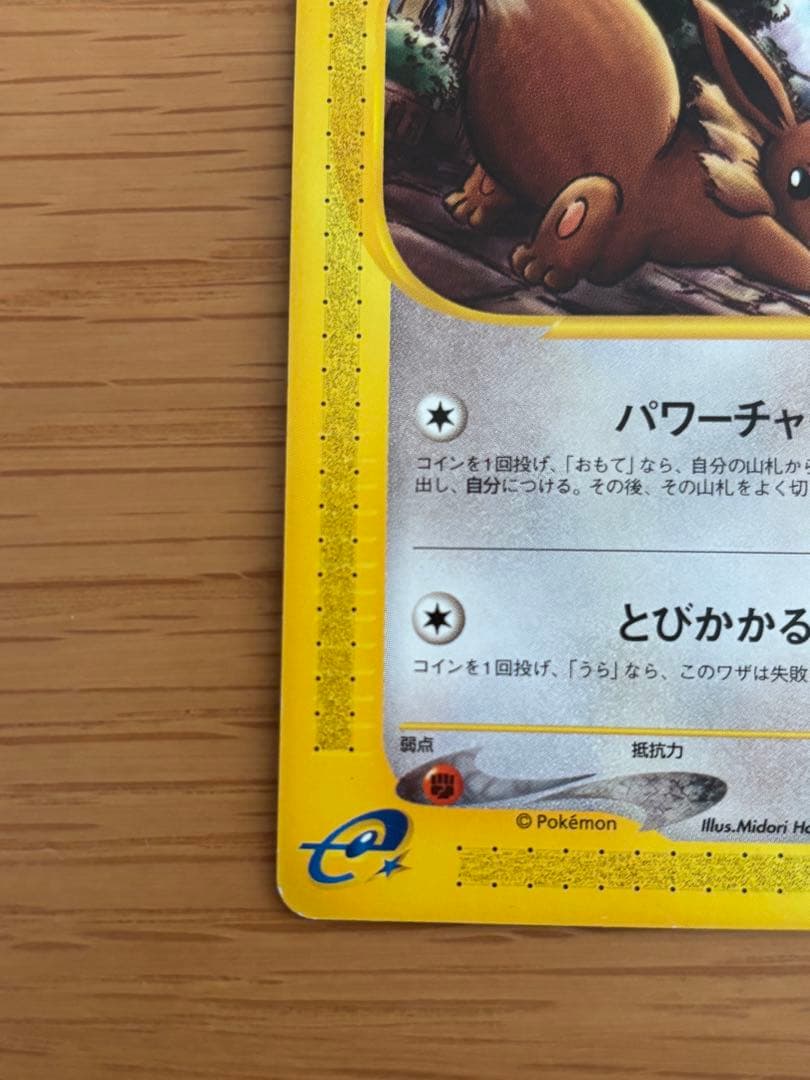 パワーチャ
コインを1回投げ、「おもて」なら、自分の山札から
出し、自分につける。その後、その山札をよく切
とびかかる
コインを1回投げ、「うら」なら、このワザは失敗
弱点 抵抗力
© Pokémon Illus.Midori
e